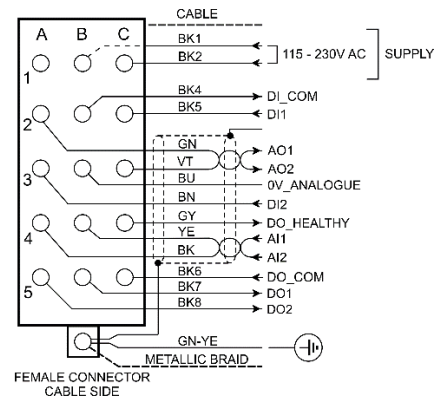 CABLE
A B C
BK1
BK2
115 - 230V AC
SUPPLY
1
BK4
DI_COM
BK5
DI1
2
GN
AO1
VT
AO2
3
BU
0V_ANALOGUE
BN
DI2
GY
DO_HEALTHY
4
YE
AI1
BK
AI2
5
BK6
DO_COM
BK7
DO1
BK8
DO2
GN-YE
METALLIC BRAID
FEMALE CONNECTOR
CABLE SIDE